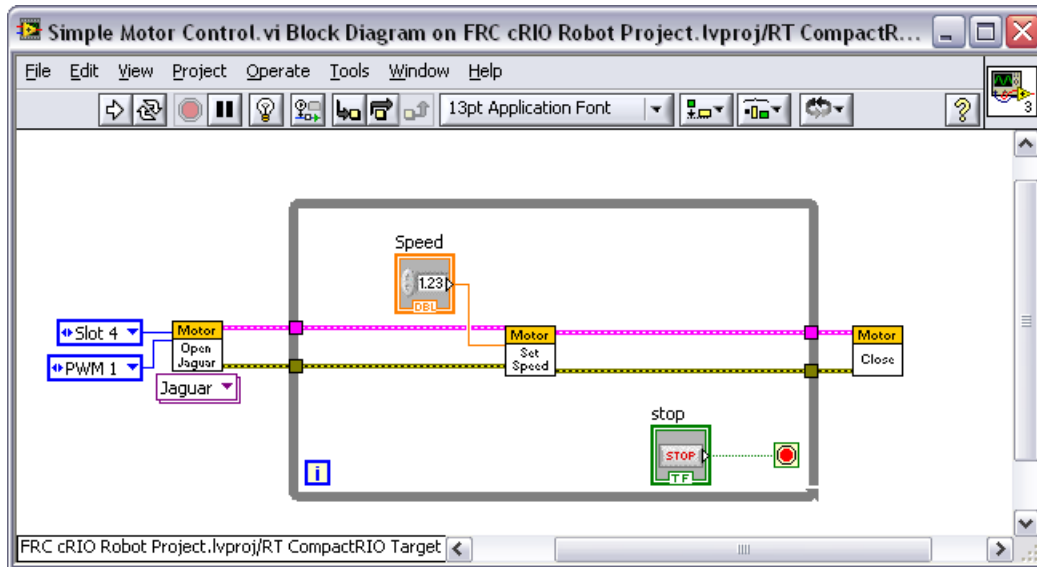 Simple Motor Control.vi Block Diagram on FRC cRIO Robot Project.lvproj/RT CompactR...
File Edit View Project Operate Tools Window Help
13pt Application Font
3
Speed
1.23
DBL
Slot 4
PWM 1
Motor
Open
Jaguar
Jaguar
Motor
Set
Speed
Motor
Close
stop
STOP
TF
i
FRC cRIO Robot Project.lvproj/RT CompactRIO Target